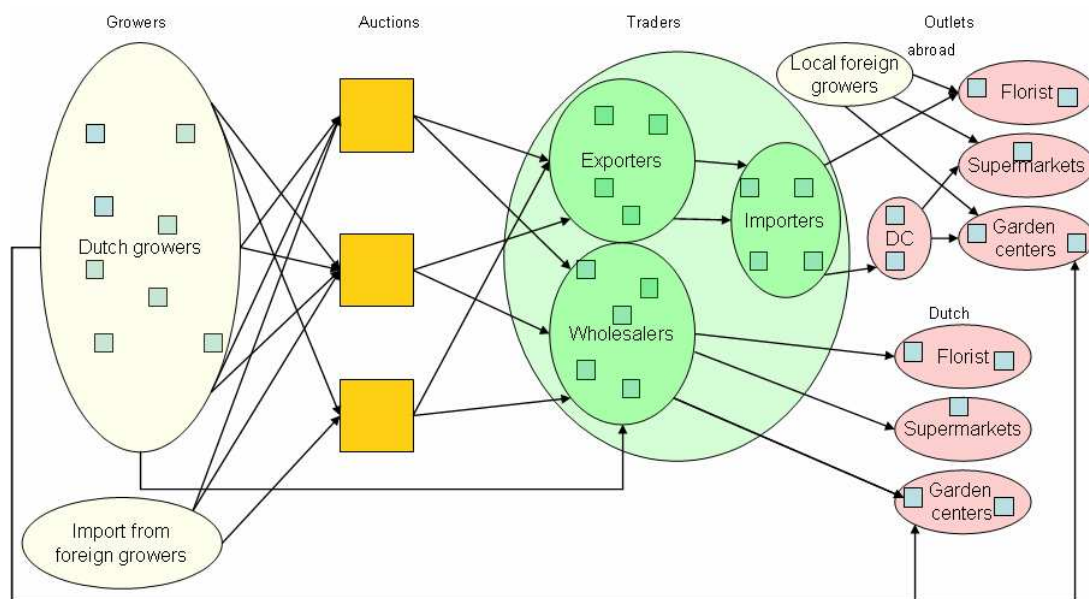 Growers
Auctions
Traders
Outlets
abroad
Local foreign
growers
Florist
Exporters
Supermarkets
Importers
Dutch growers
DC
Garden
centers
Dutch
Wholesalers
Florist
Supermarkets
Garden
centers
Import from
foreign growers